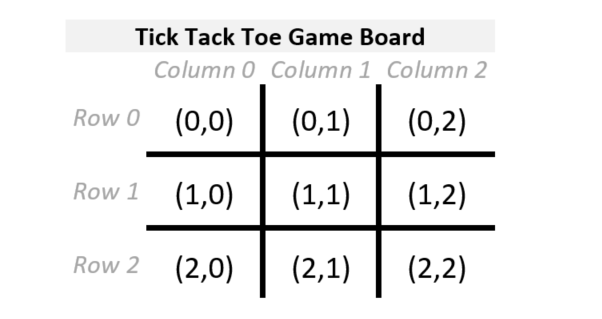 Tick Tack Toe Game Board
Column 0 Column 1 Column 2
Row 0 (0,0) (0,1) (0,2)
Row 1 (1,0) (1,1) (1,2)
Row 2 (2,0) (2,1) (2,2)